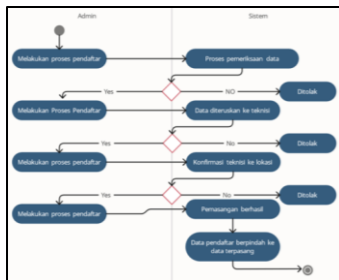 Admin
Sistem
Melakukan proses pendaftar
Proses pemeriksaan data
Yes
NO
Melakukan Proses Pendaftar
Data diteruskan ke teknisi
Ditolak
Yes
No
Melakukan proses pendaftar
Konfirmasi teknisi ke lokasi
Ditolak
Yes
No
Melakukan proses pendaftar
Pemasangan berhasil
Ditolak
Data pendaftar berpindah ke
data terpasang